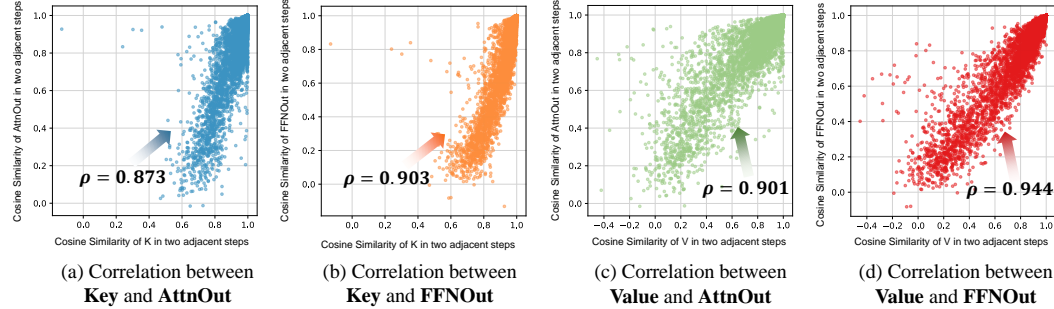 Cosine Similarity of AttnOut in two adjacent steps
1.0
0.8
0.6
0.4
0.2
0.0
ρ = 0.873
0.0 0.2 0.4 0.6 0.8 1.0
Cosine Similarity of K in two adjacent steps
(a) Correlation between
Key and AttnOut
Cosine Similarity of FFNOut in two adjacent steps
1.0
0.8
0.6
0.4
0.2
0.0
ρ = 0.903
0.0 0.2 0.4 0.6 0.8 1.0
Cosine Similarity of K in two adjacent steps
(b) Correlation between
Key and FFNOut
Cosine Similarity of AttnOut in two adjacent steps
1.0
0.8
0.6
0.4
0.2
0.0
ρ = 0.901
−0.4 −0.2 0.0 0.2 0.4 0.6 0.8 1.0
Cosine Similarity of V in two adjacent steps
(c) Correlation between
Value and AttnOut
Cosine Similarity of FFNOut in two adjacent steps
1.0
0.8
0.6
0.4
0.2
0.0
ρ = 0.944
−0.4 −0.2 0.0 0.2 0.4 0.6 0.8 1.0
Cosine Similarity of V in two adjacent steps
(d) Correlation between
Value and FFNOut